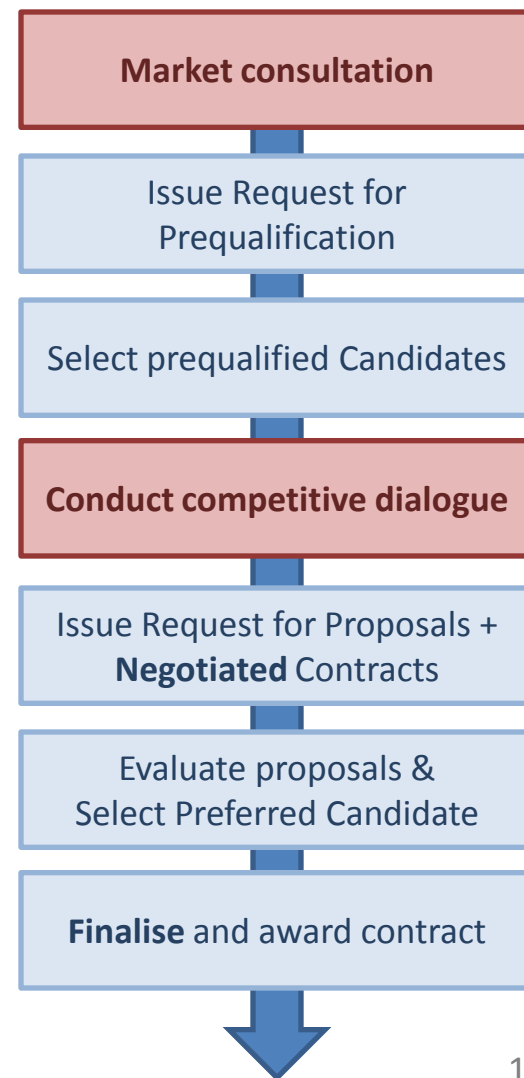 Market consultation
Issue Request for
Prequalification
Select prequalified Candidates
Conduct competitive dialogue
Issue Request for Proposals +
Negotiated Contracts
Evaluate proposals &
Select Preferred Candidate
Finalise and award contract
1